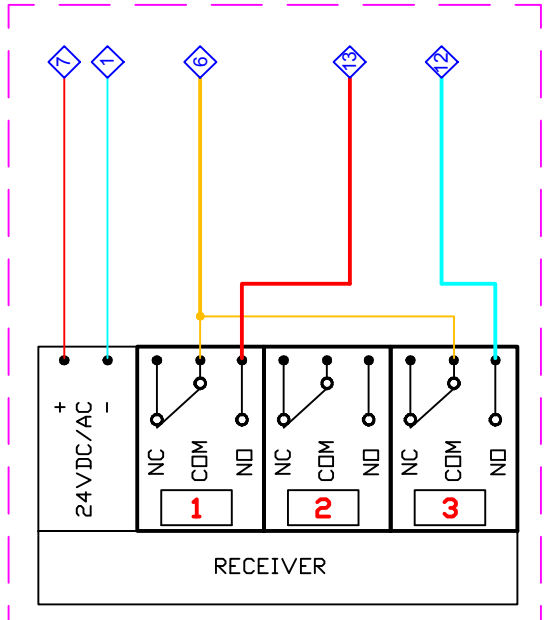 7 1 6 13 12
+ -
24VDC/AC
NC COM NO NC COM NO NC COM NO
1 2 3
RECEIVER